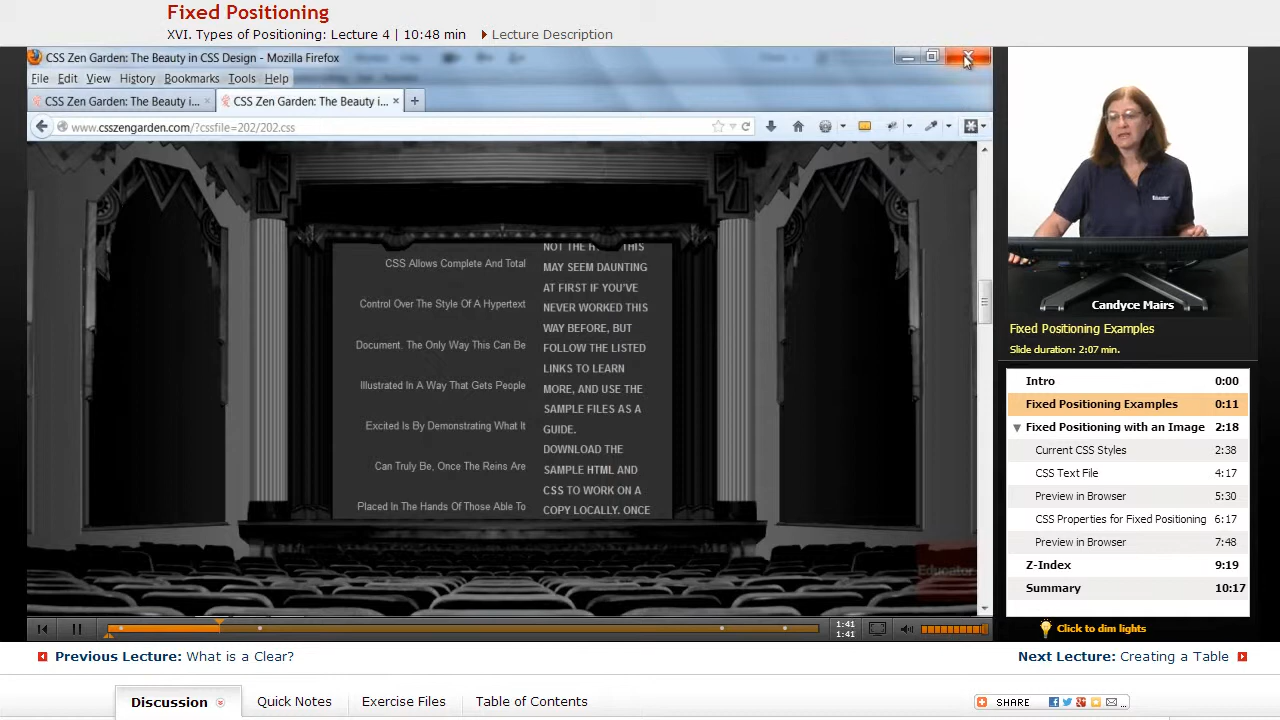 Fixed Positioning
XVI. Types of Positioning: Lecture 4 | 10:48 min
Lecture Description
CSS Zen Garden: The Beauty in CSS Design - Mozilla Firefox
File Edit View History Bookmarks Tools Help
CSS Zen Garden: The Beauty i... ×
CSS Zen Garden: The Beauty i... × +
www.csszengarden.com/?cssfile=202/202.css
CSS Allows Complete And Total
Control Over The Style Of A Hypertext
Document. The Only Way This Can Be
Illustrated In A Way That Gets People
Excited Is By Demonstrating What It
Can Truly Be, Once The Reins Are
Placed In The Hands Of Those Able To
NOT THE THIS
MAY SEEM DAUNTING
AT FIRST IF YOU'VE
NEVER WORKED THIS
WAY BEFORE, BUT
FOLLOW THE LISTED
LINKS TO LEARN
MORE, AND USE THE
SAMPLE FILES AS A
GUIDE.
DOWNLOAD THE
SAMPLE HTML AND
CSS TO WORK ON A
COPY LOCALLY. ONCE
Educator
1:41
1:41
Educator
Candyce Mairs
Fixed Positioning Examples
Slide duration: 2:07 min.
Intro 0:00
Fixed Positioning Examples 0:11
Fixed Positioning with an Image 2:18
Current CSS Styles 2:38
CSS Text File 4:17
Preview in Browser 5:30
CSS Properties for Fixed Positioning 6:17
Preview in Browser 7:48
Z-Index 9:19
Summary 10:17
Click to dim lights
Previous Lecture: What is a Clear?
Next Lecture: Creating a Table
Discussion
Quick Notes
Exercise Files
Table of Contents
SHARE